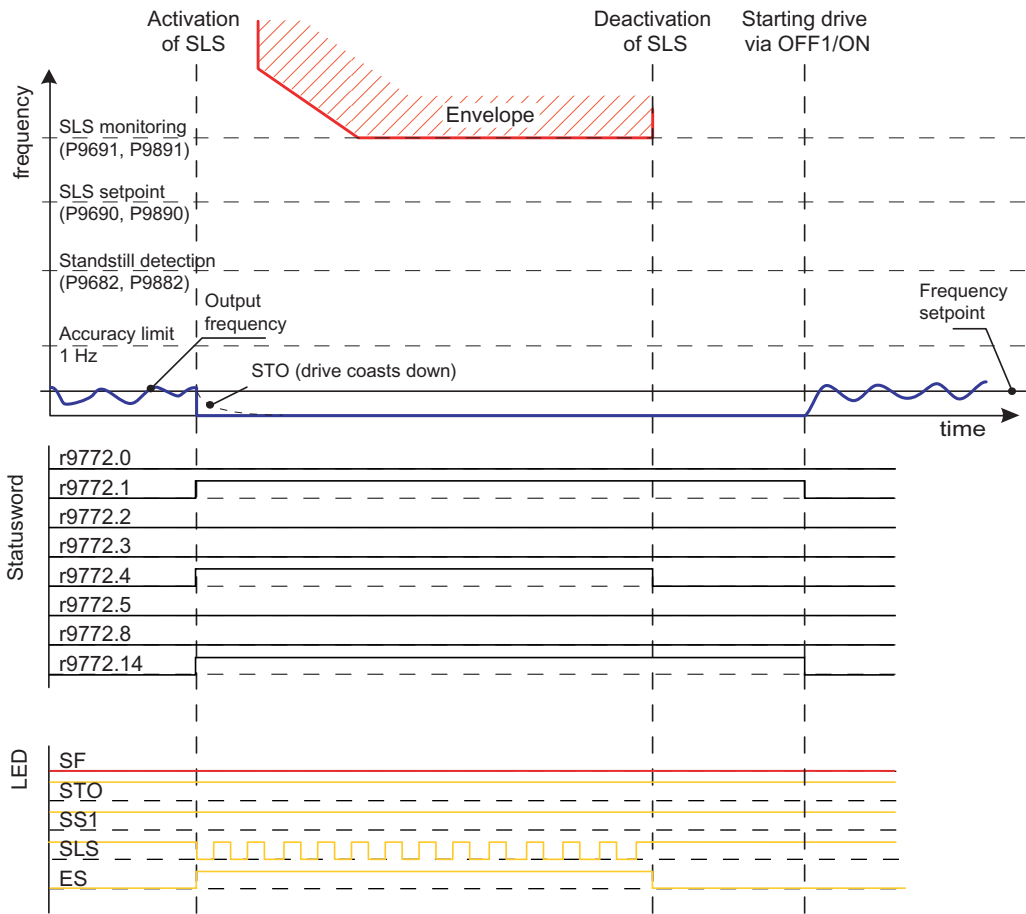 Activation
of SLS
Deactivation
of SLS
Starting drive
via OFF1/ON
frequency
Envelope
SLS monitoring
(P9691, P9891)
SLS setpoint
(P9690, P9890)
Standstill detection
(P9682, P9882)
Output
frequency
Frequency
setpoint
Accuracy limit
1 Hz
STO (drive coasts down)
time
Statusword
r9772.0
r9772.1
r9772.2
r9772.3
r9772.4
r9772.5
r9772.8
r9772.14
LED
SF
STO
SS1
SLS
ES